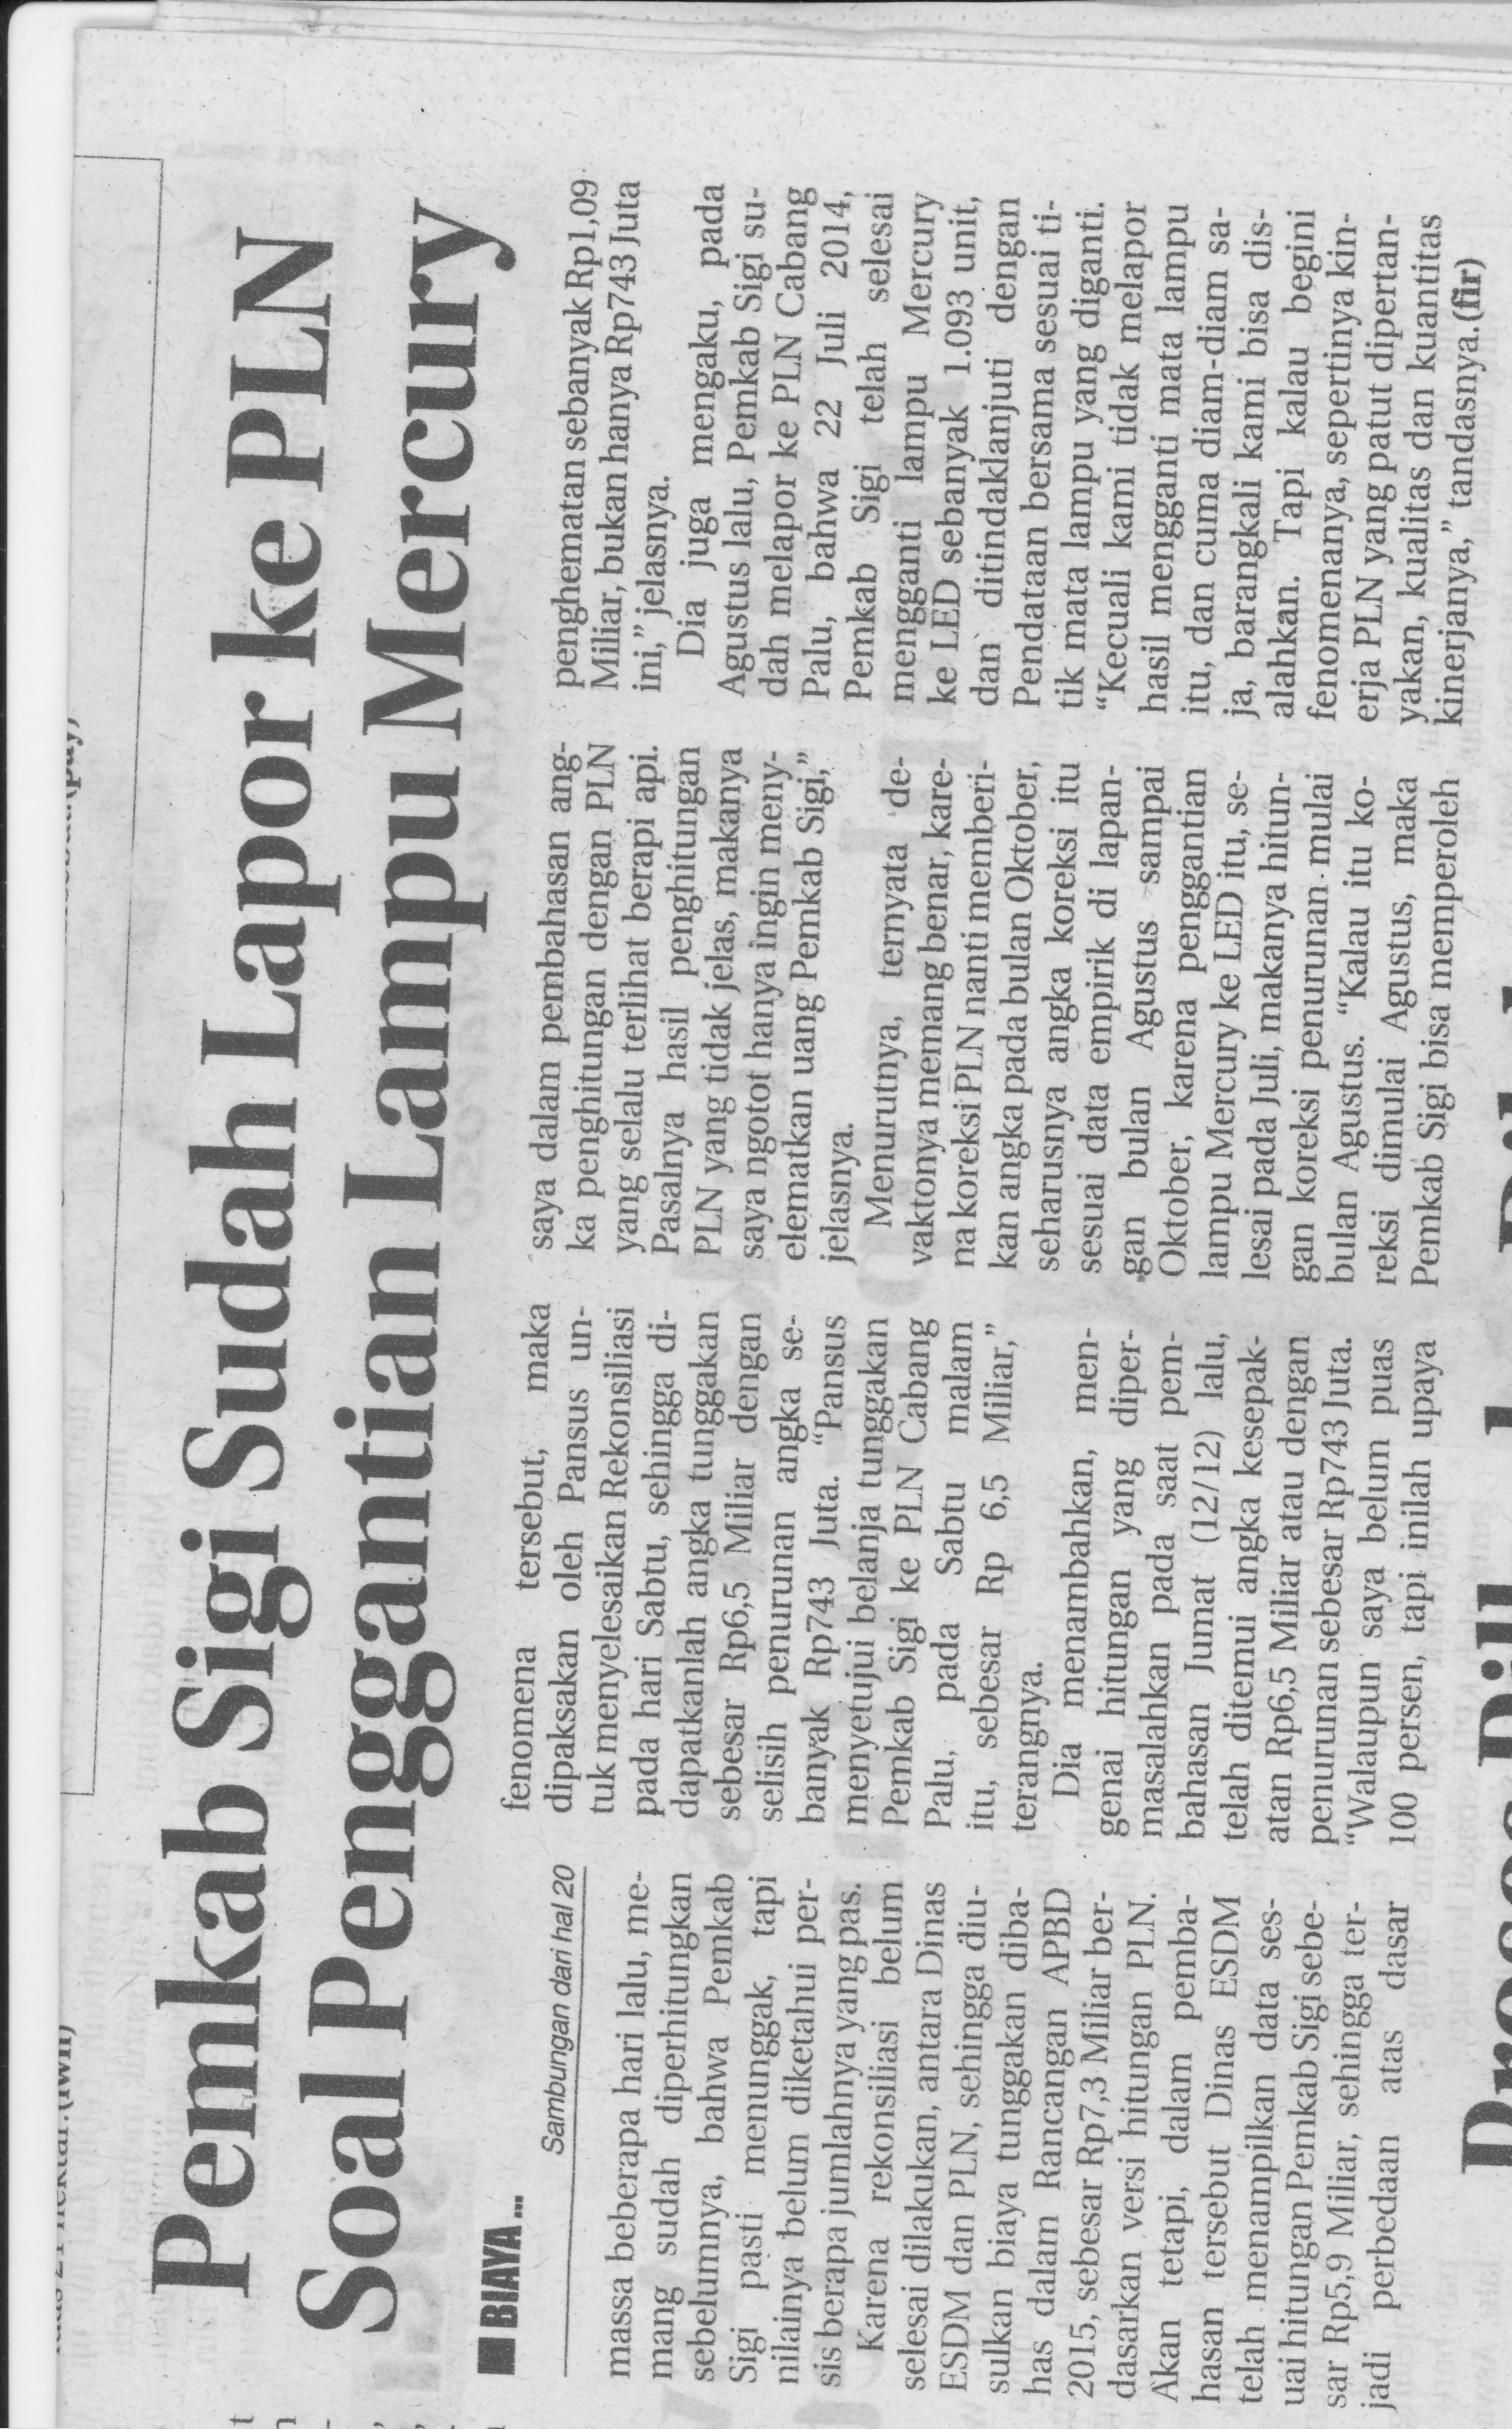 Pemkab Sigi Sudah Lapor ke PLN
Soal Penggantian Lampu Mercury
BIAYA...
Sambungan dari hal 20
massa beberapa hari lalu, me-
mang sudah diperhitungkan
sebelumnya, bahwa Pemkab
Sigi pasti menunggak, tapi
nilainya belum diketahui per-
sis berapa jumlahnya yang pas.
Karena rekonsiliasi belum
selesai dilakukan, antara Dinas
ESDM dan PLN, sehingga diu-
sulkan biaya tunggakan diba-
has dalam Rancangan APBD
2015, sebesar Rp7,3 Miliar ber-
dasarkan versi hitungan PLN.
Akan tetapi, dalam pemba-
hasan tersebut Dinas ESDM
telah menampilkan data ses-
uai hitungan Pemkab Sigi sebe-
sar Rp5,9 Miliar, sehingga ter-
jadi perbedaan atas dasar
fenomena tersebut, maka
dipaksakan oleh Pansus un-
tuk menyelesaikan Rekonsiliasi
pada hari Sabtu, sehingga di-
dapatkanlah angka tunggakan
sebesar Rp6,5 Miliar dengan
selisih penurunan angka se-
banyak Rp743 Juta. “Pansus
menyetujui belanja tunggakan
Pemkab Sigi ke PLN Cabang
Palu, pada Sabtu malam
itu, sebesar Rp 6,5 Miliar,”
terangnya.
Dia menambahkan, men-
genai hitungan yang diper-
masalahkan pada saat pem-
bahasan Jumat (12/12) lalu,
telah ditemui angka kesepak-
atan Rp6,5 Miliar atau dengan
penurunan sebesar Rp743 Juta.
“Walaupun saya belum puas
100 persen, tapi inilah upaya
saya dalam pembahasan ang-
ka penghitungan dengan PLN
yang selalu terlihat berapi api.
Pasalnya hasil penghitungan
PLN yang tidak jelas, makanya
saya ngotot hanya ingin meny-
elematkan uang Pemkab Sigi,”
jelasnya.
Menurutnya, ternyata de-
vaktonya memang benar, kare-
na koreksi PLN nanti memberi-
kan angka pada bulan Oktober,
seharusnya angka koreksi itu
sesuai data empirik di lapan-
gan bulan Agustus sampai
Oktober, karena penggantian
lampu Mercury ke LED itu, se-
lesai pada Juli, makanya hitun-
gan koreksi penurunan mulai
bulan Agustus. “Kalau itu ko-
reksi dimulai Agustus, maka
Pemkab Sigi bisa memperoleh
penghematan sebanyak Rp1,09
Miliar, bukan hanya Rp743 Juta
ini,” jelasnya.
Dia juga mengaku, pada
Agustus lalu, Pemkab Sigi su-
dah melapor ke PLN Cabang
Palu, bahwa 22 Juli 2014,
Pemkab Sigi telah selesai
mengganti lampu Mercury
ke LED sebanyak 1.093 unit,
dan ditindaklanjuti dengan
Pendataan bersama sesuai ti-
tik mata lampu yang diganti.
“Kecuali kami tidak melapor
hasil mengganti mata lampu
itu, dan cuma diam-diam sa-
ja, barangkali kami bisa dis-
alahkan. Tapi kalau begini
fenomenanya, sepertinya kin-
erja PLN yang patut dipertan-
yakan, kualitas dan kuantitas
kinerjanya,” tandasnya.(fir)